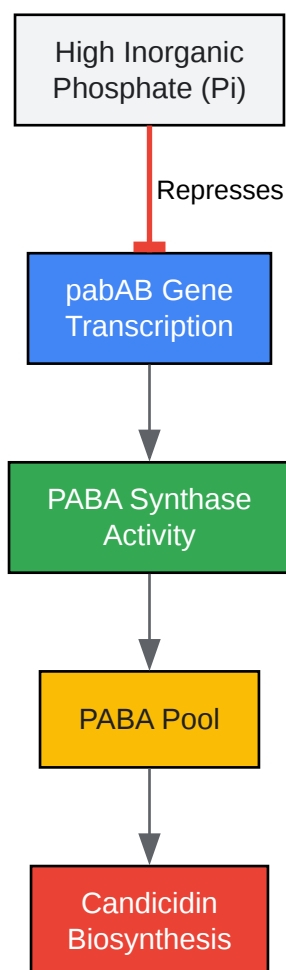 High Inorganic
Phosphate (Pi)
Represses
pabAB Gene
Transcription
PABA Synthase
Activity
PABA Pool
Candicidin
Biosynthesis